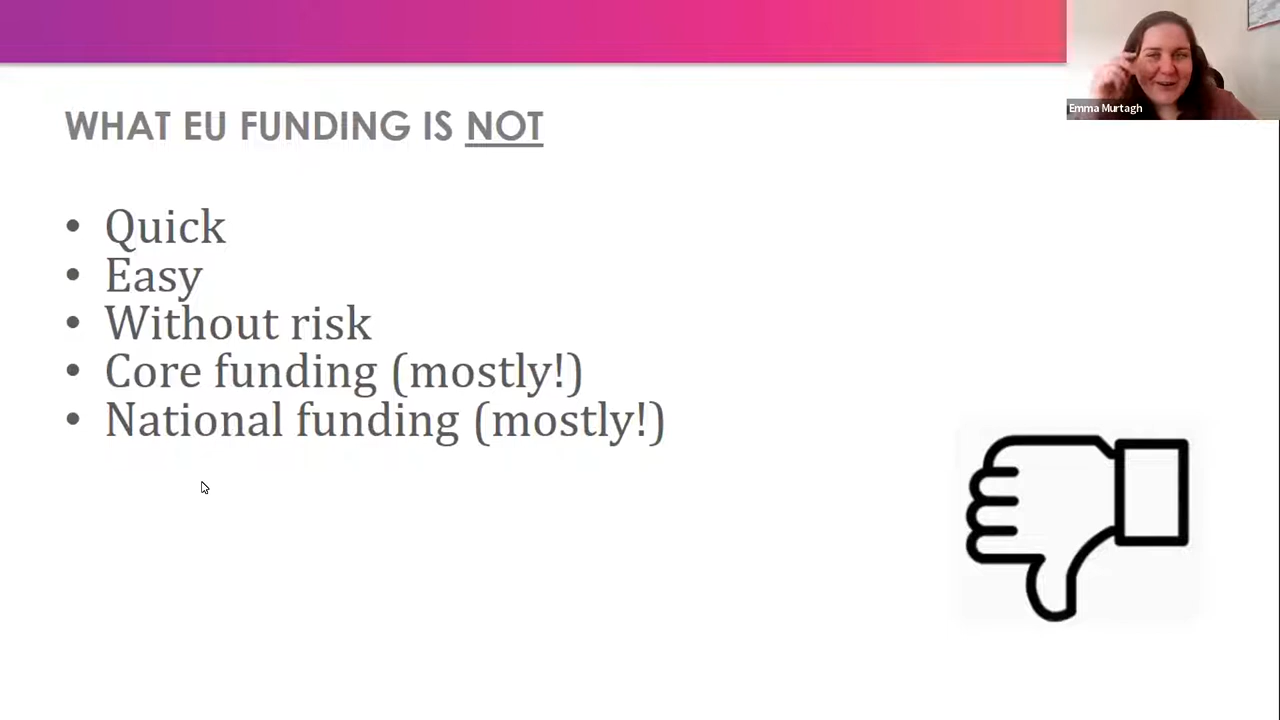 WHAT EU FUNDING IS NOT
• Quick
• Easy
• Without risk
• Core funding (mostly!)
• National funding (mostly!)
Emma Murtagh